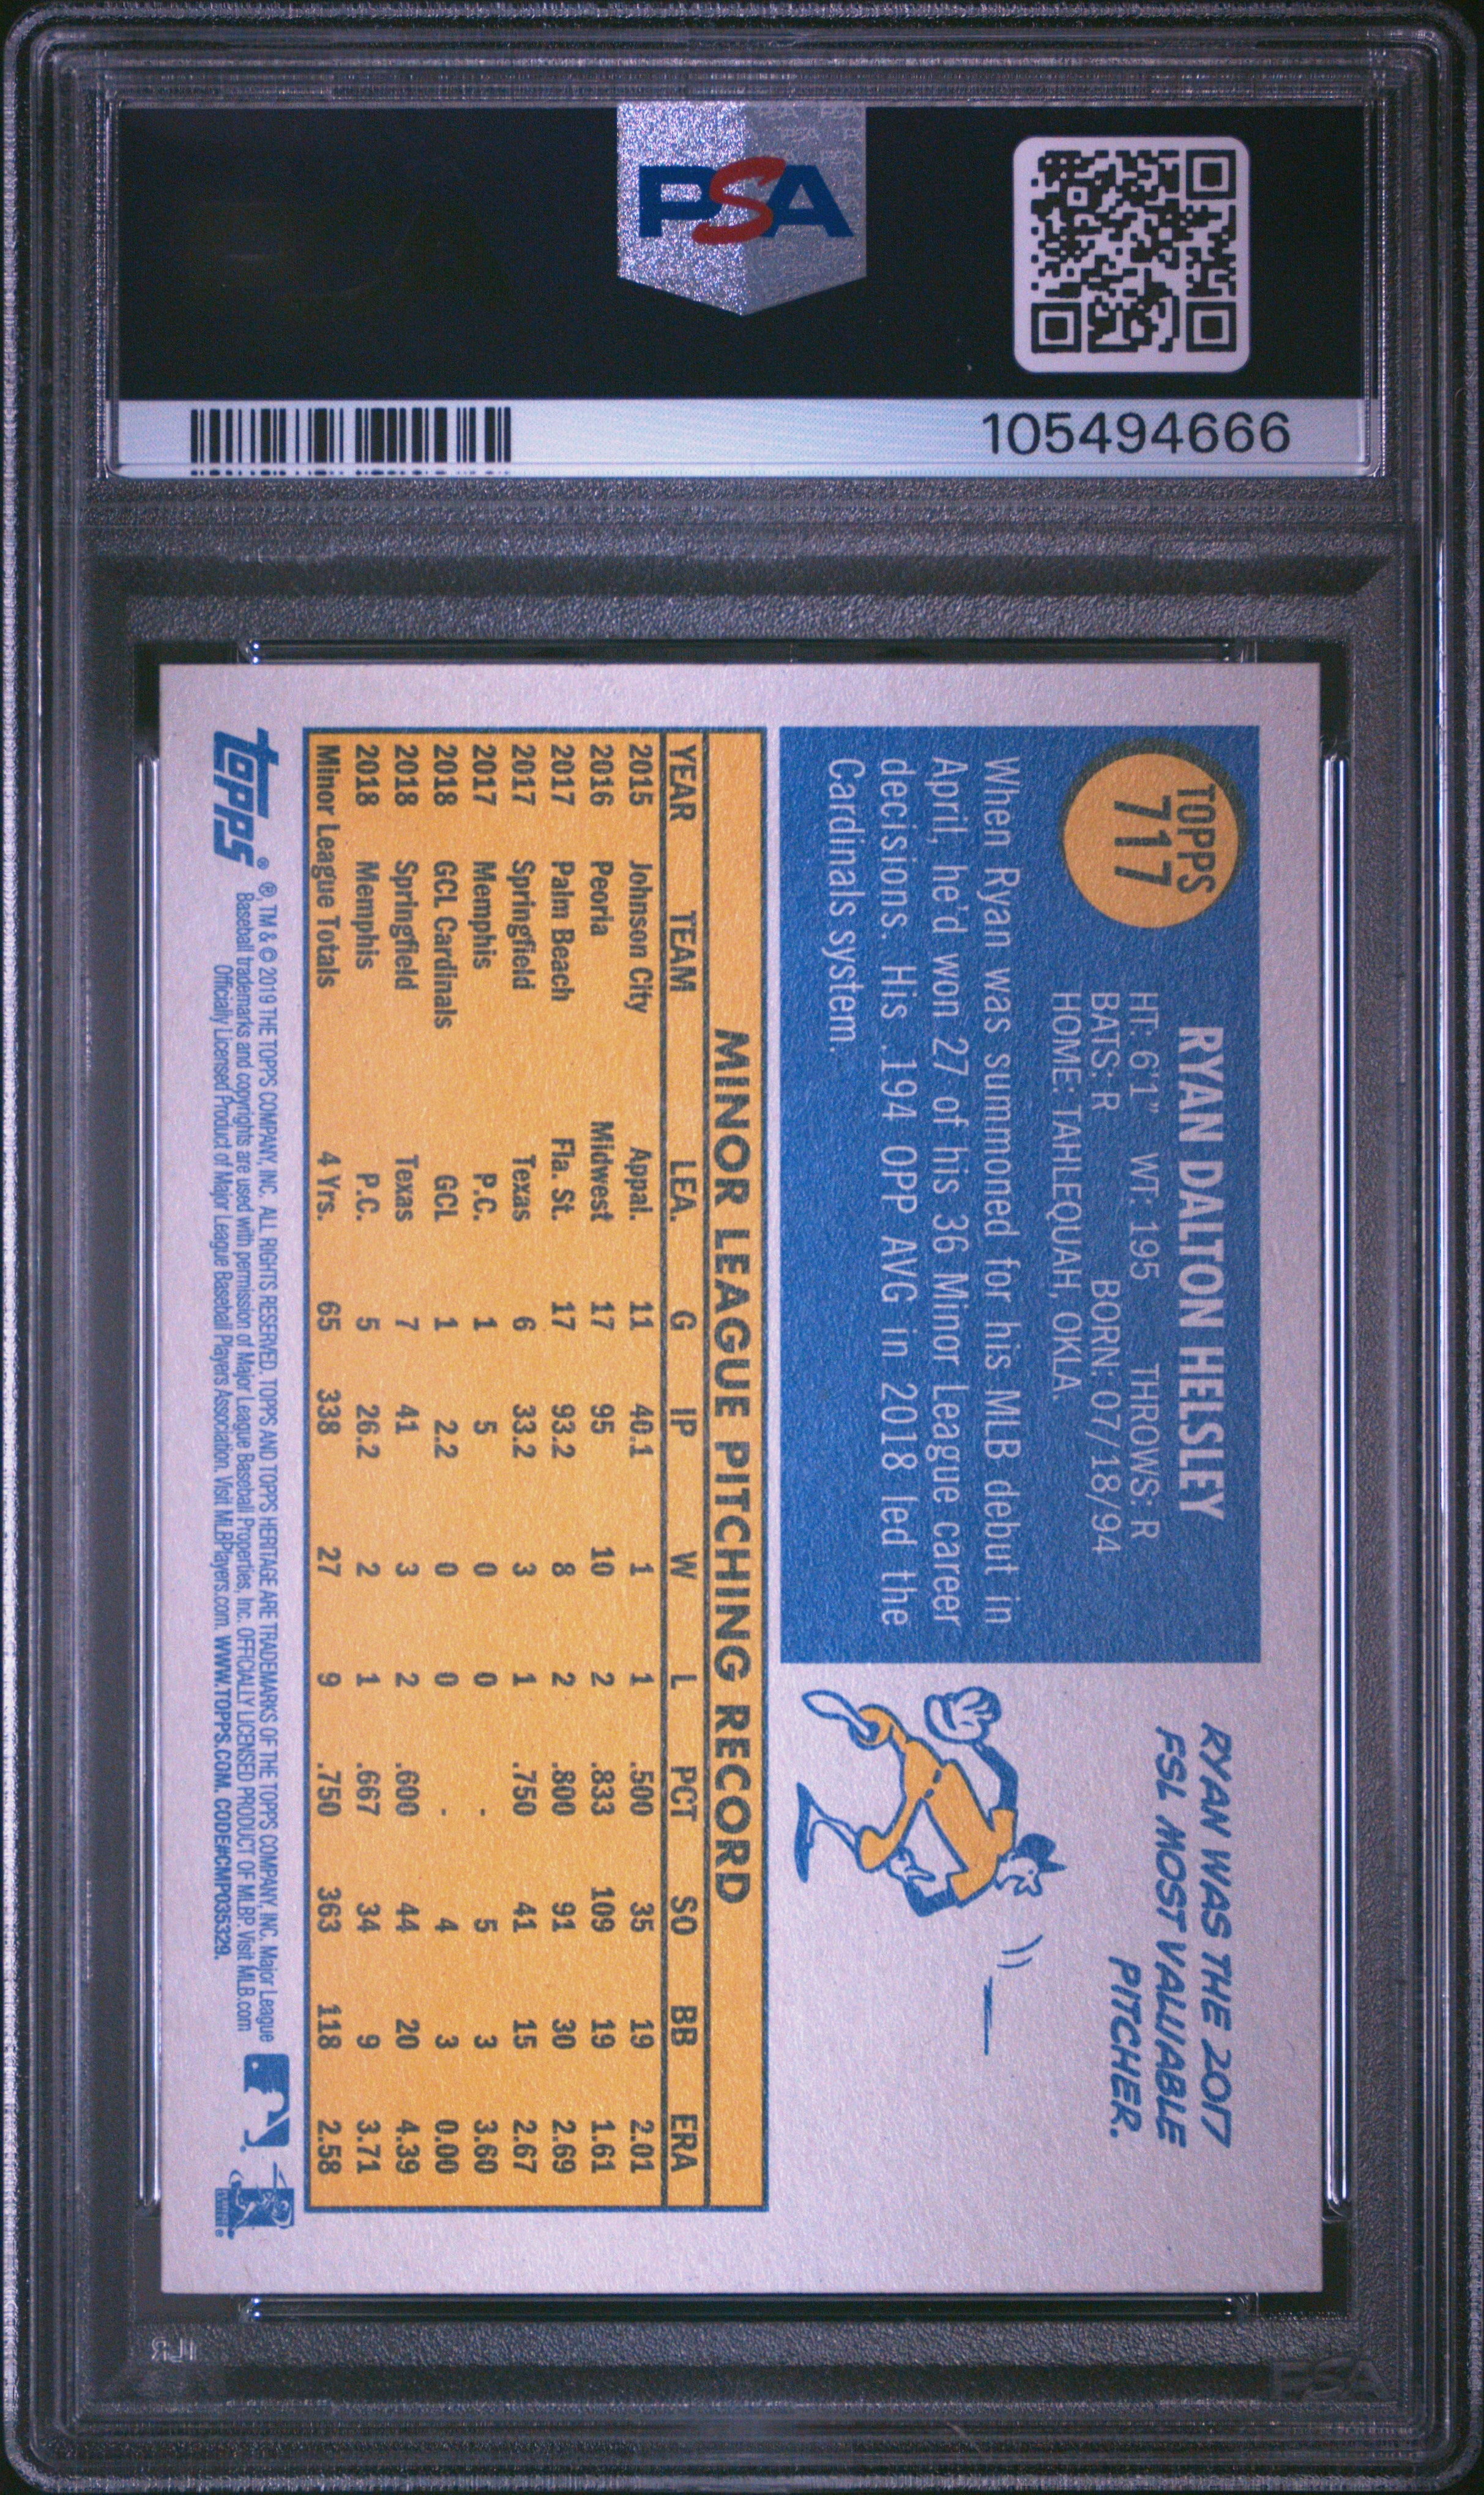 PSA
105494666
TOPPS
717
RYAN DALTON HELSLEY
HT: 6'1" WT: 195 THROWS: R
BATS: R BORN: 07/18/94
HOME: TAHLEQUAH, OKLA.
When Ryan was summoned for his MLB debut in
April, he'd won 27 of his 36 Minor League career
decisions. His .194 OPP AVG in 2018 led the
Cardinals system.
RYAN WAS THE 2017
FSL MOST VALUABLE
PITCHER.
MINOR LEAGUE PITCHING RECORD
YEAR TEAM LEA. G IP W L PCT SO BB ERA
2015 Johnson City Appal. 11 40.1 1 1 .500 35 19 2.01
2016 Peoria Midwest 17 95 10 2 .833 109 19 1.61
2017 Palm Beach Fla. St. 17 93.2 8 2 .800 91 30 2.69
2017 Springfield Texas 6 33.2 3 1 .750 41 15 2.67
2017 Memphis P.C. 1 5 0 0 - 5 3 3.60
2018 GCL Cardinals GCL 1 2.2 0 0 - 4 3 0.00
2018 Springfield Texas 7 41 3 2 .600 44 20 4.39
2018 Memphis P.C. 5 26.2 2 1 .667 34 9 3.71
Minor League Totals 4 Yrs. 65 338 27 9 .750 363 118 2.58
topps®
® TM & © 2019 THE TOPPS COMPANY, INC. ALL RIGHTS RESERVED. TOPPS AND TOPPS HERITAGE ARE TRADEMARKS OF THE TOPPS COMPANY, INC. Major League
Baseball trademarks and copyrights are used with permission of Major League Baseball Properties, Inc. OFFICIALLY LICENSED PRODUCT OF MLBP. Visit MLB.com
Officially Licensed Product of Major League Baseball Players Association. Visit MLBPlayers.com. WWW.TOPPS.COM. CODE#CMP035329.
PSA